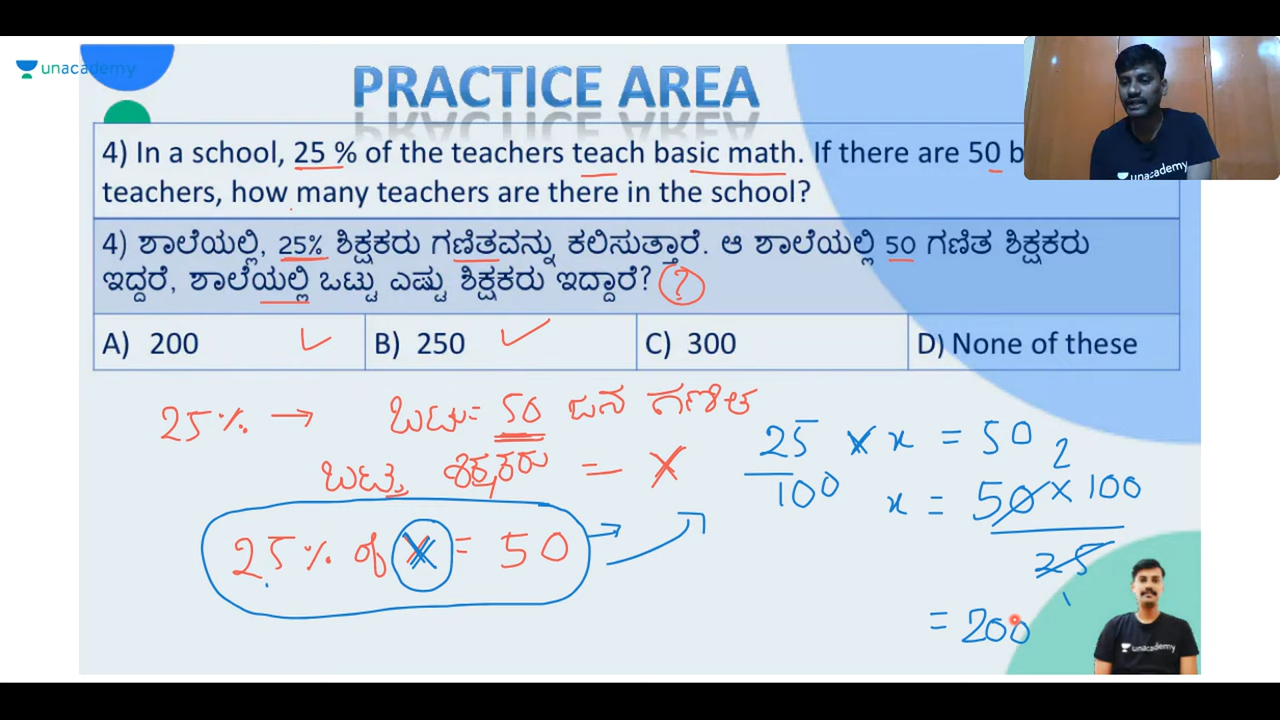 unacademy
PRACTICE AREA
4) In a school, 25 % of the teachers teach basic math. If there are 50 b
teachers, how many teachers are there in the school?
4) ಶಾಲೆಯಲ್ಲಿ, 25% ಶಿಕ್ಷಕರು ಗಣಿತವನ್ನು ಕಲಿಸುತ್ತಾರೆ. ಆ ಶಾಲೆಯಲ್ಲಿ 50 ಗಣಿತ ಶಿಕ್ಷಕರು
ಇದ್ದರೆ, ಶಾಲೆಯಲ್ಲಿ ಒಟ್ಟು ಎಷ್ಟು ಶಿಕ್ಷಕರು ಇದ್ದಾರೆ? ?
A) 200 ✓ B) 250 ✓ C) 300 D) None of these
25% → 50 ಜನ ಗಣಿತ
ಒಟ್ಟು ಶಿಕ್ಷಕರು = x
25% of x = 50 →
25/100 × x = 50
x = 50 × 100 / 25
2
1
= 200
unacademy
unacademy